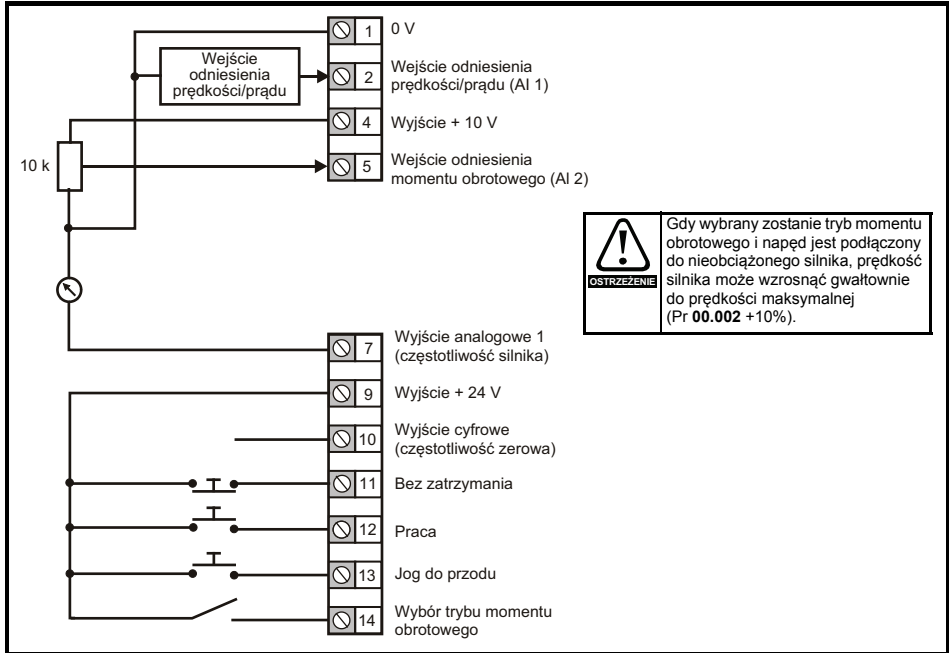 1
0 V
Wejście
odniesienia
prędkości/prądu
2
Wejście odniesienia
prędkości/prądu (AI 1)
4
Wyjście + 10 V
10 k
5
Wejście odniesienia
momentu obrotowego (AI 2)
OSTRZEŻENIE
Gdy wybrany zostanie tryb momentu
obrotowego i napęd jest podłączony
do nieobciążonego silnika, prędkość
silnika może wzrosnąć gwałtownie
do prędkości maksymalnej
(Pr 00.002 +10%).
7
Wyjście analogowe 1
(częstotliwość silnika)
9
Wyjście + 24 V
10
Wyjście cyfrowe
(częstotliwość zerowa)
11
Bez zatrzymania
12
Praca
13
Jog do przodu
14
Wybór trybu momentu
obrotowego